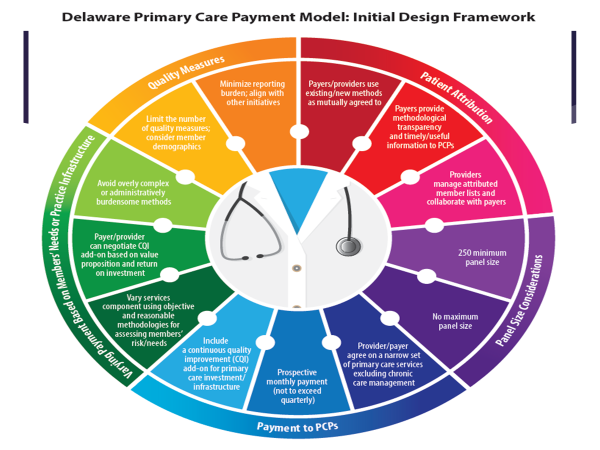 Delaware Primary Care Payment Model: Initial Design Framework
Quality Measures
Minimize reporting
burden; align with
other initiatives
Limit the number
of quality measures;
consider member
demographics
Patient Attribution
Payers/providers use
existing/new methods
as mutually agreed to
Payers provide
methodological
transparency
and timely/useful
information to PCPs
Providers
manage attributed
member lists and
collaborate with payers
Panel Size Considerations
250 minimum
panel size
No maximum
panel size
Payment to PCPs
Provider/payer
agree on a narrow set
of primary care services
excluding chronic
care management
Prospective
monthly payment
(not to exceed
quarterly)
Include
a continuous quality
improvement (CQI)
add-on for primary
care investment/
infrastructure
Varying Payment Based on Members' Needs or Practice Infrastructure
Vary services
component using objective
and reasonable
methodologies for
assessing members'
risk/needs
Payer/provider
can negotiate CQI
add-on based on value
proposition and return
on investment
Avoid overly complex
or administratively
burdensome methods